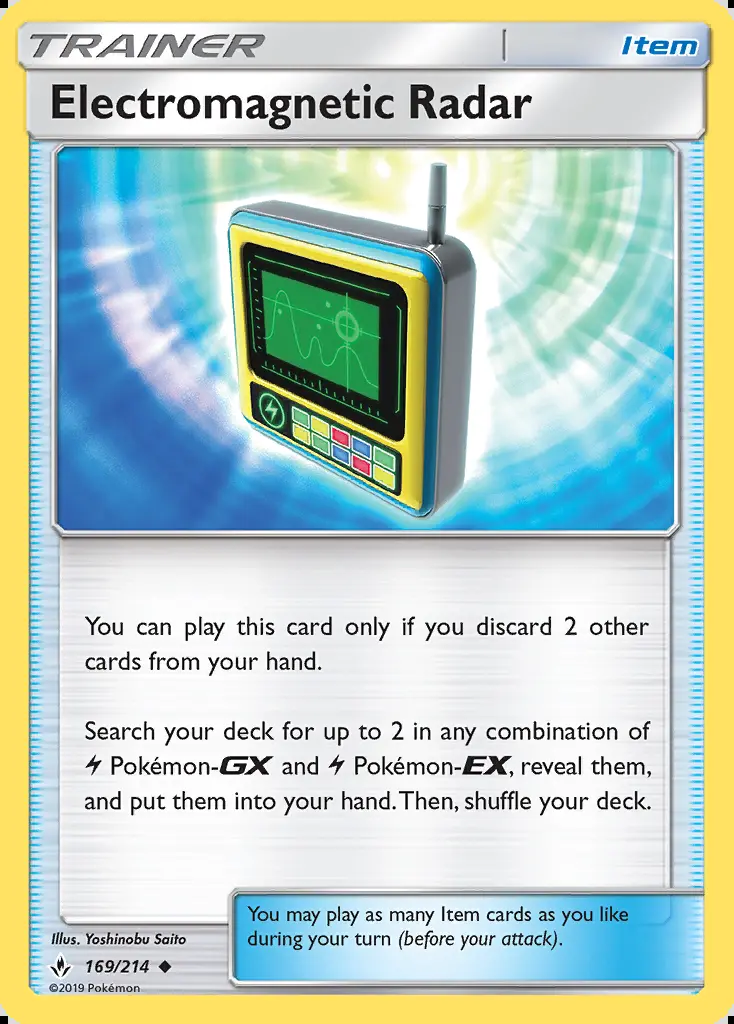 TRAINER
Item
Electromagnetic Radar
You can play this card only if you discard 2 other
cards from your hand.
Search your deck for up to 2 in any combination of
Pokémon-GX and Pokémon-EX, reveal them,
and put them into your hand. Then, shuffle your deck.
You may play as many Item cards as you like
during your turn (before your attack).
Illus. Yoshinobu Saito
169/214
©2019 Pokémon